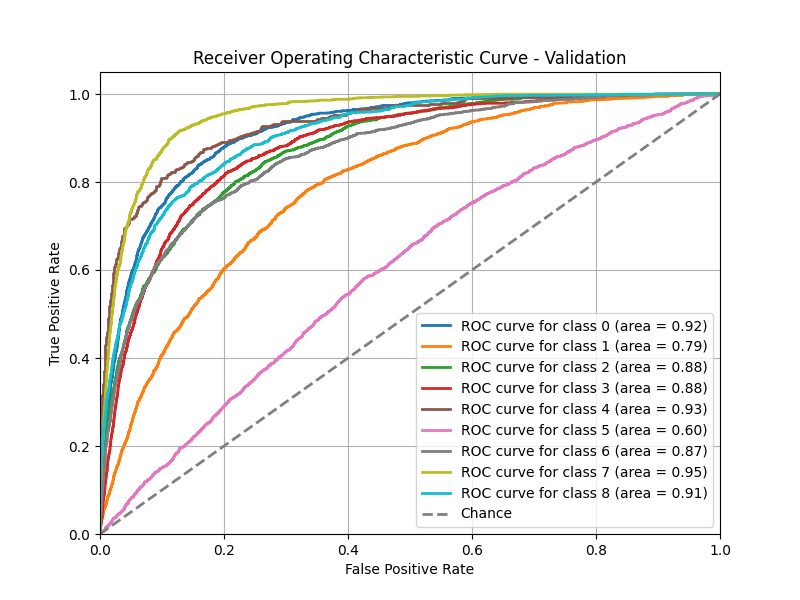 Receiver Operating Characteristic Curve - Validation
1.0
0.8
0.6
0.4
0.2
0.0
True Positive Rate
ROC curve for class 0 (area = 0.92)
ROC curve for class 1 (area = 0.79)
ROC curve for class 2 (area = 0.88)
ROC curve for class 3 (area = 0.88)
ROC curve for class 4 (area = 0.93)
ROC curve for class 5 (area = 0.60)
ROC curve for class 6 (area = 0.87)
ROC curve for class 7 (area = 0.95)
ROC curve for class 8 (area = 0.91)
Chance
0.0 0.2 0.4 0.6 0.8 1.0
False Positive Rate